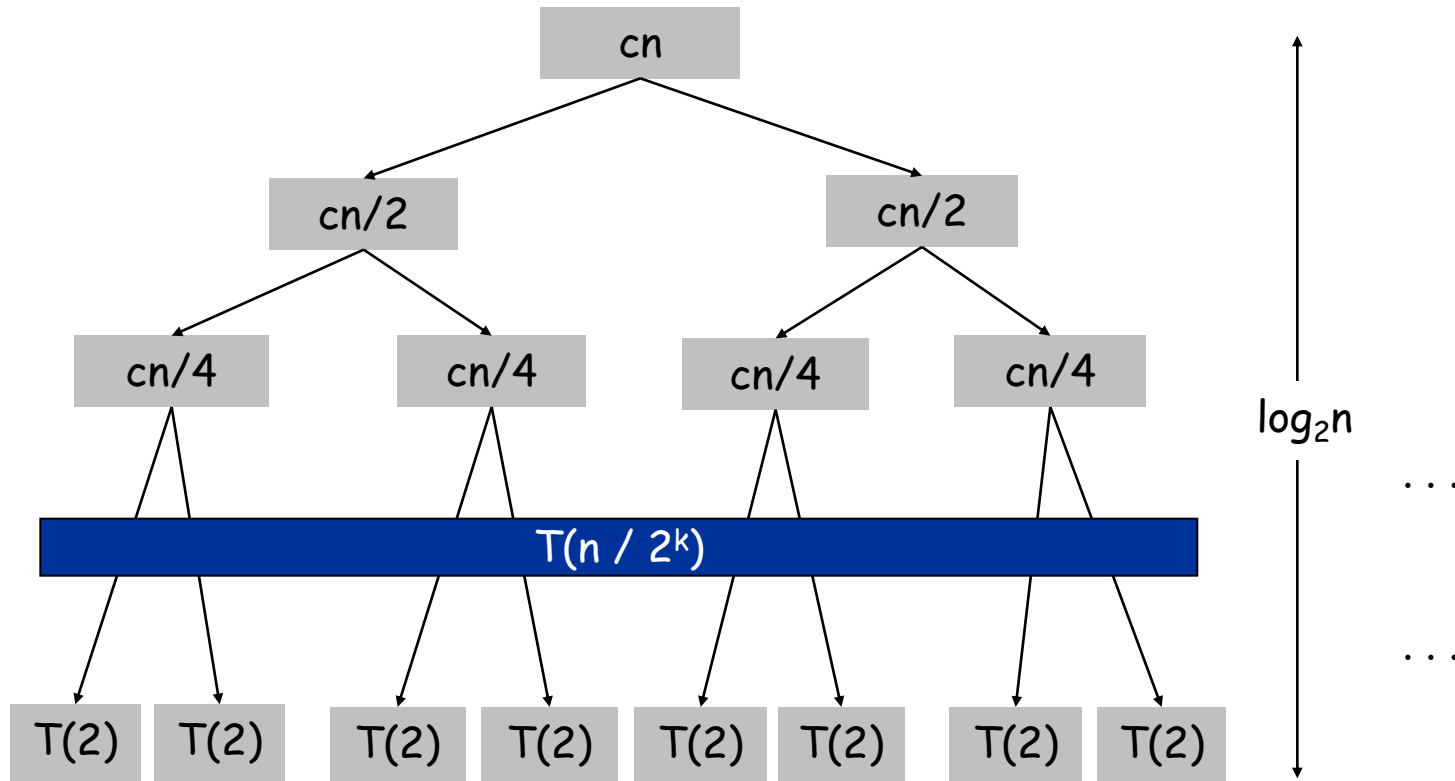 cn
cn/2 cn/2
cn/4 cn/4 cn/4 cn/4
log₂n
. . .
T(n / 2ᵏ)
. . .
T(2) T(2) T(2) T(2) T(2) T(2) T(2) T(2)